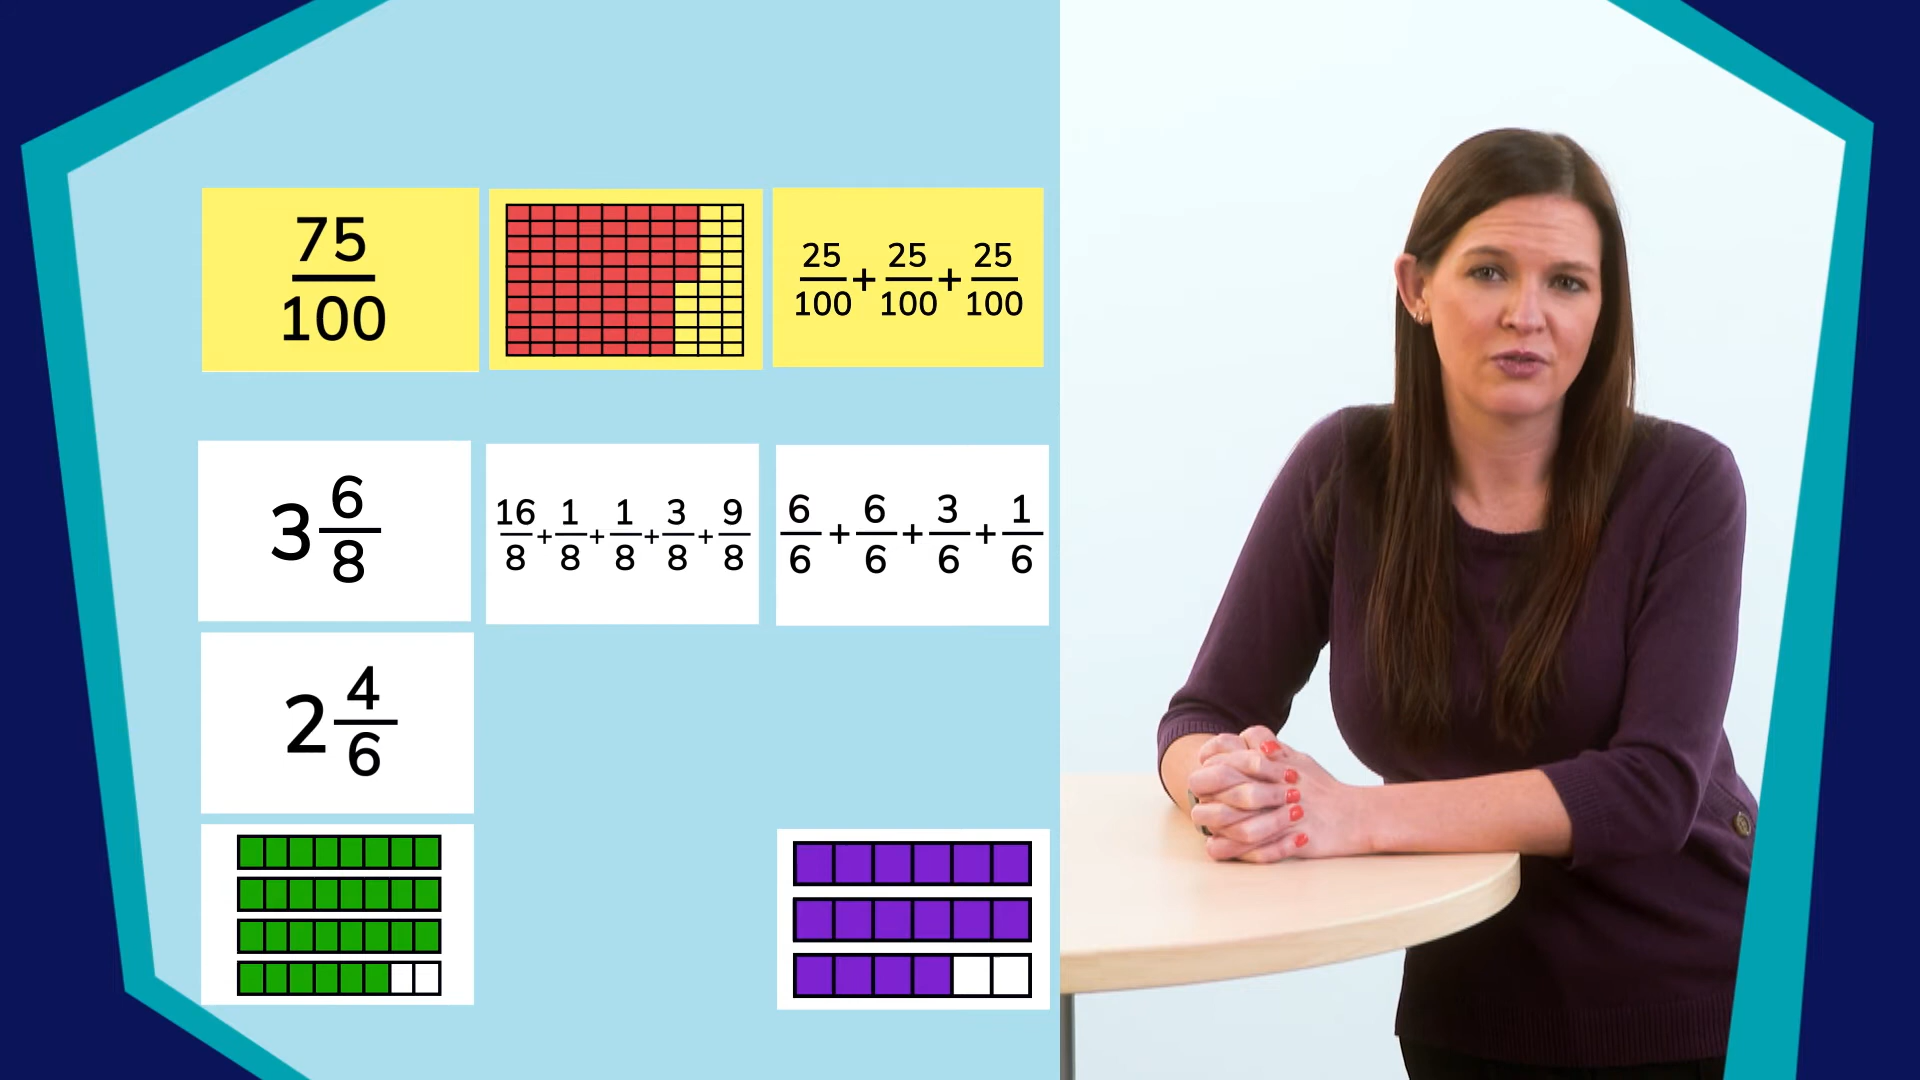 75/100
25/100 + 25/100 + 25/100
3 6/8
16/8 + 1/8 + 1/8 + 3/8 + 9/8
6/6 + 6/6 + 3/6 + 1/6
2 4/6